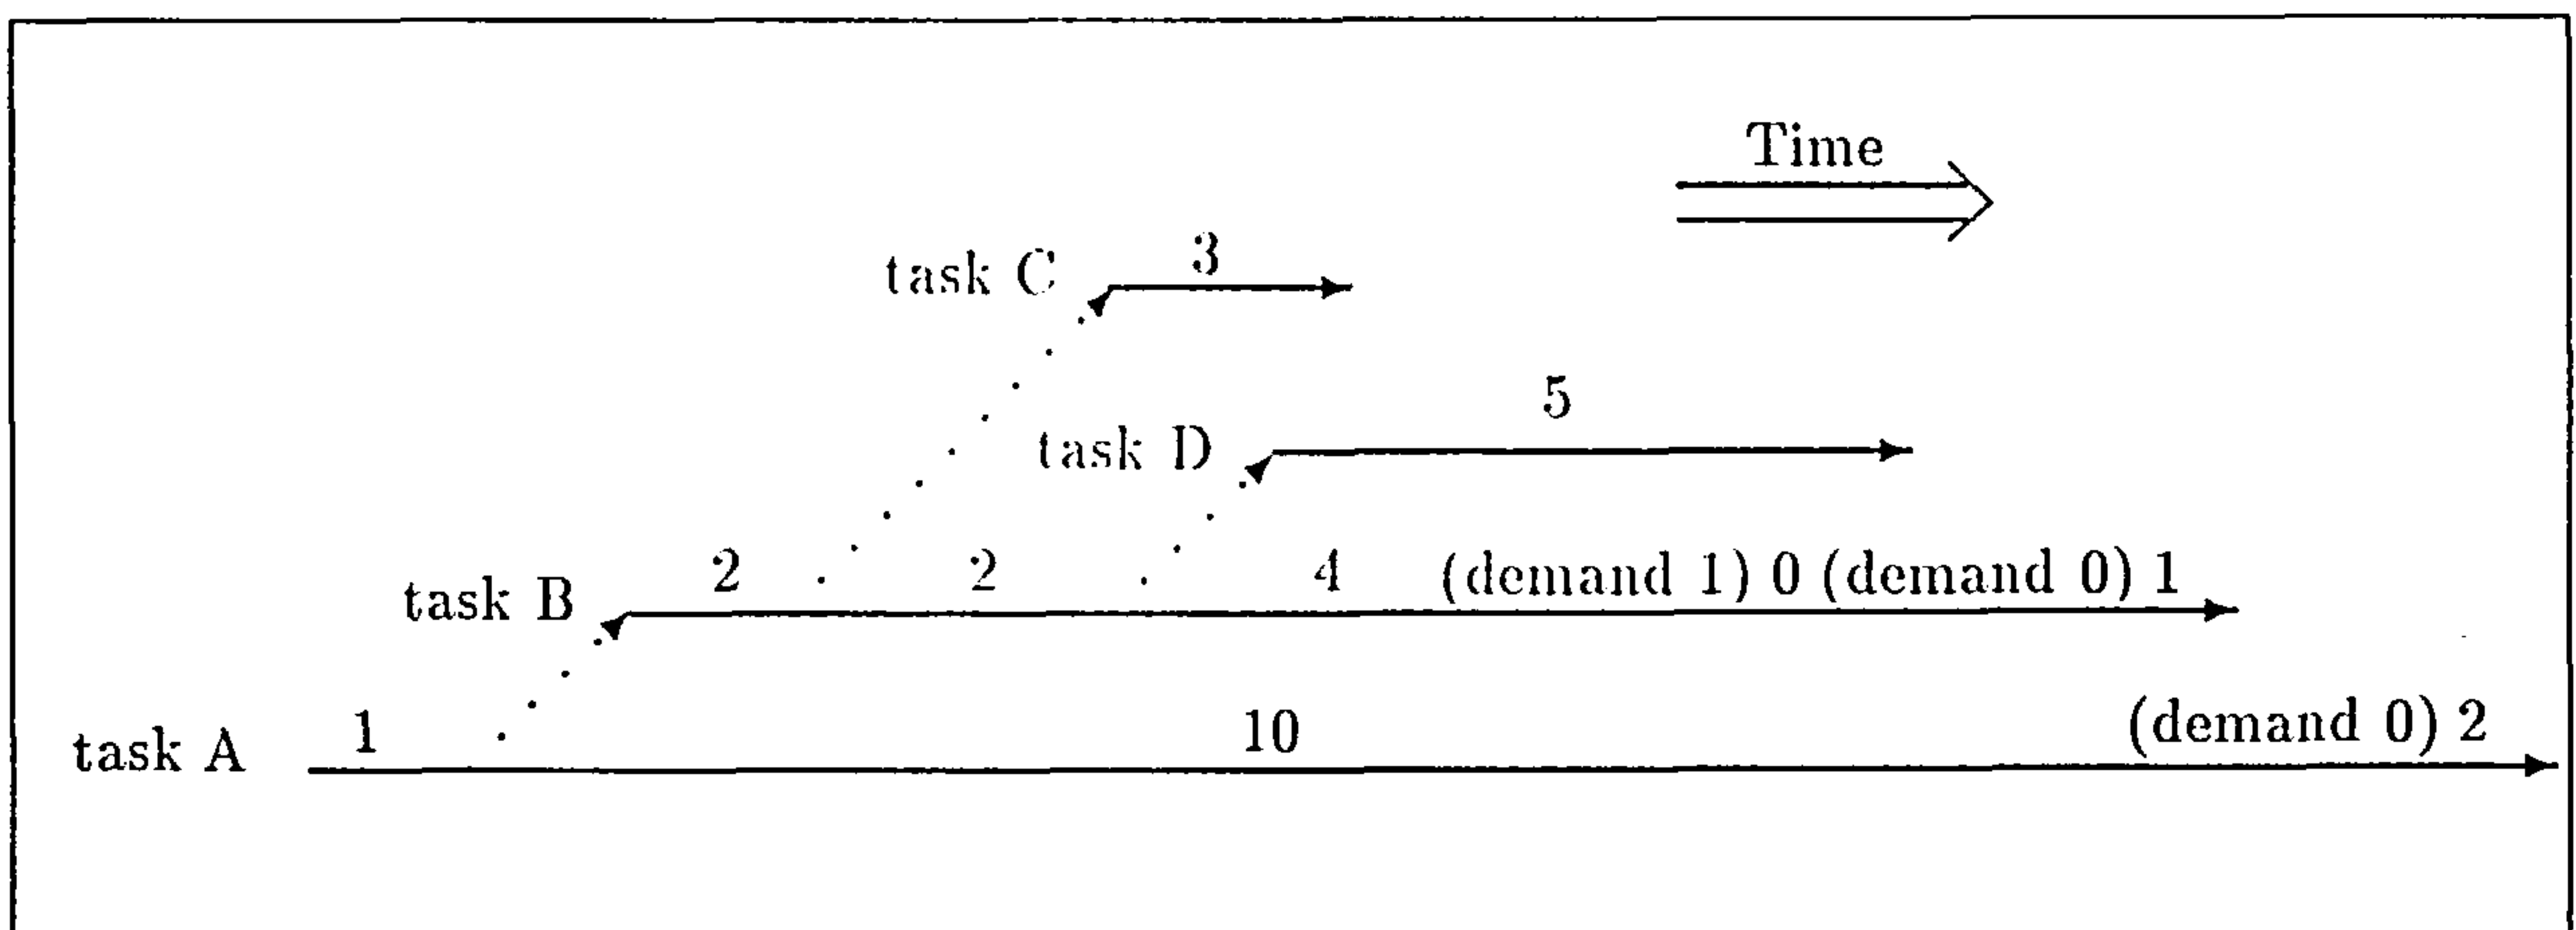 Time
task C 3
task D 5
task B 2 2 4 (demand 1) 0 (demand 0) 1
task A 1 10 (demand 0) 2